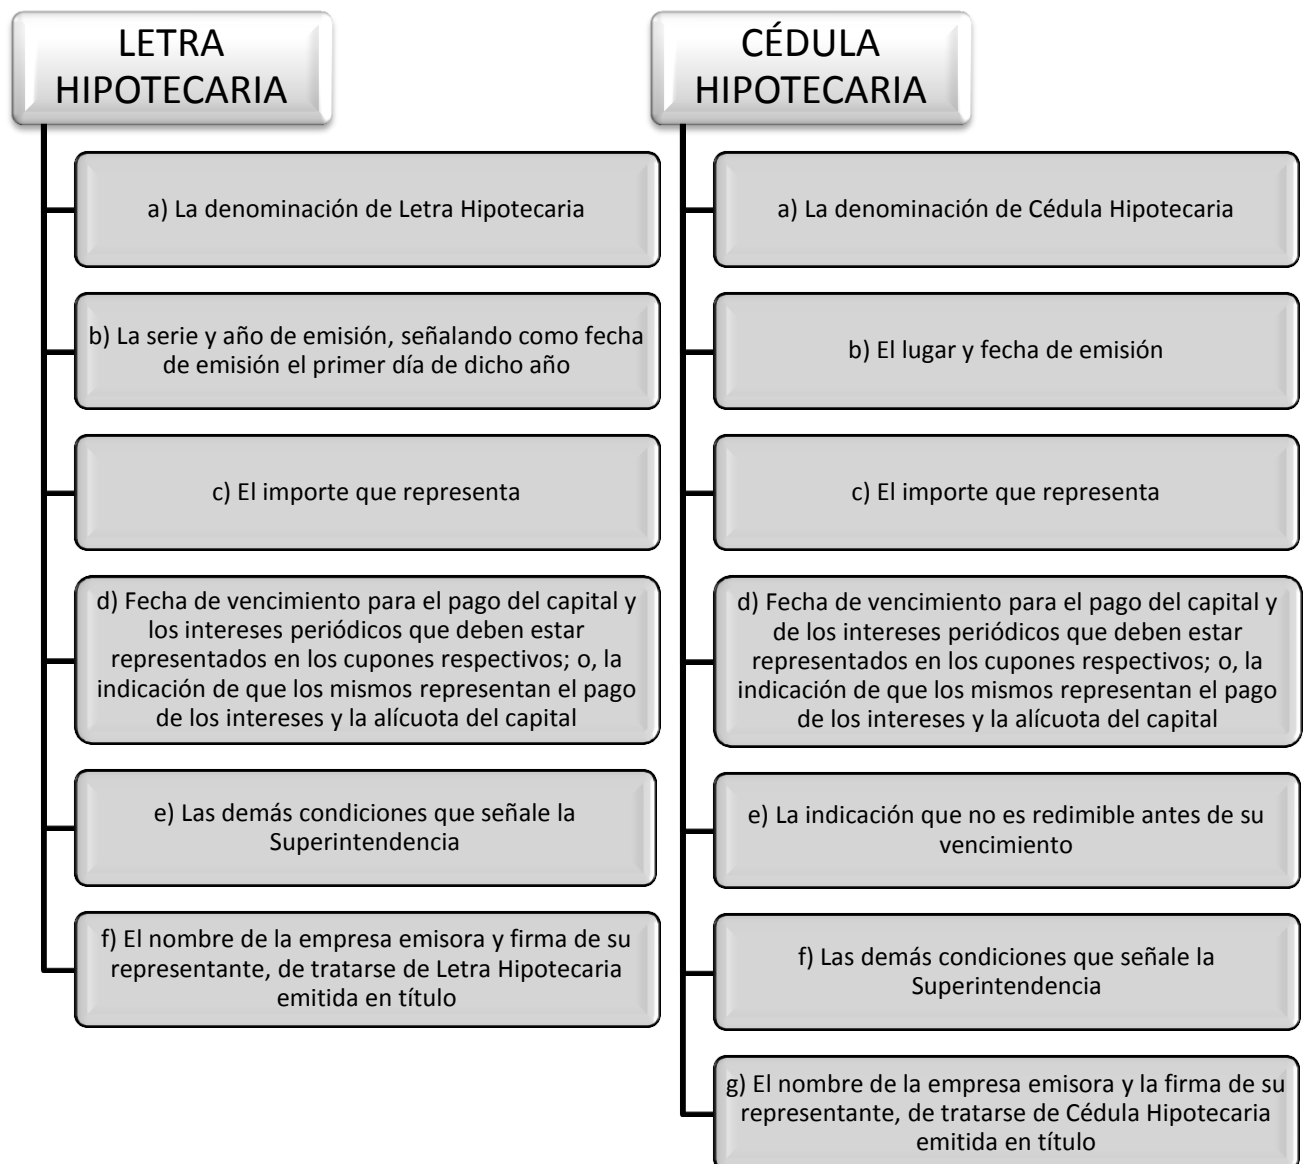 LETRA
HIPOTECARIA
a) La denominación de Letra Hipotecaria
b) La serie y año de emisión, señalando como fecha
de emisión el primer día de dicho año
c) El importe que representa
d) Fecha de vencimiento para el pago del capital y
los intereses periódicos que deben estar
representados en los cupones respectivos; o, la
indicación de que los mismos representan el pago
de los intereses y la alícuota del capital
e) Las demás condiciones que señale la
Superintendencia
f) El nombre de la empresa emisora y firma de su
representante, de tratarse de Letra Hipotecaria
emitida en título
CÉDULA
HIPOTECARIA
a) La denominación de Cédula Hipotecaria
b) El lugar y fecha de emisión
c) El importe que representa
d) Fecha de vencimiento para el pago del capital y
de los intereses periódicos que deben estar
representados en los cupones respectivos; o, la
indicación de que los mismos representan el pago
de los intereses y la alícuota del capital
e) La indicación que no es redimible antes de su
vencimiento
f) Las demás condiciones que señale la
Superintendencia
g) El nombre de la empresa emisora y la firma de su
representante, de tratarse de Cédula Hipotecaria
emitida en título